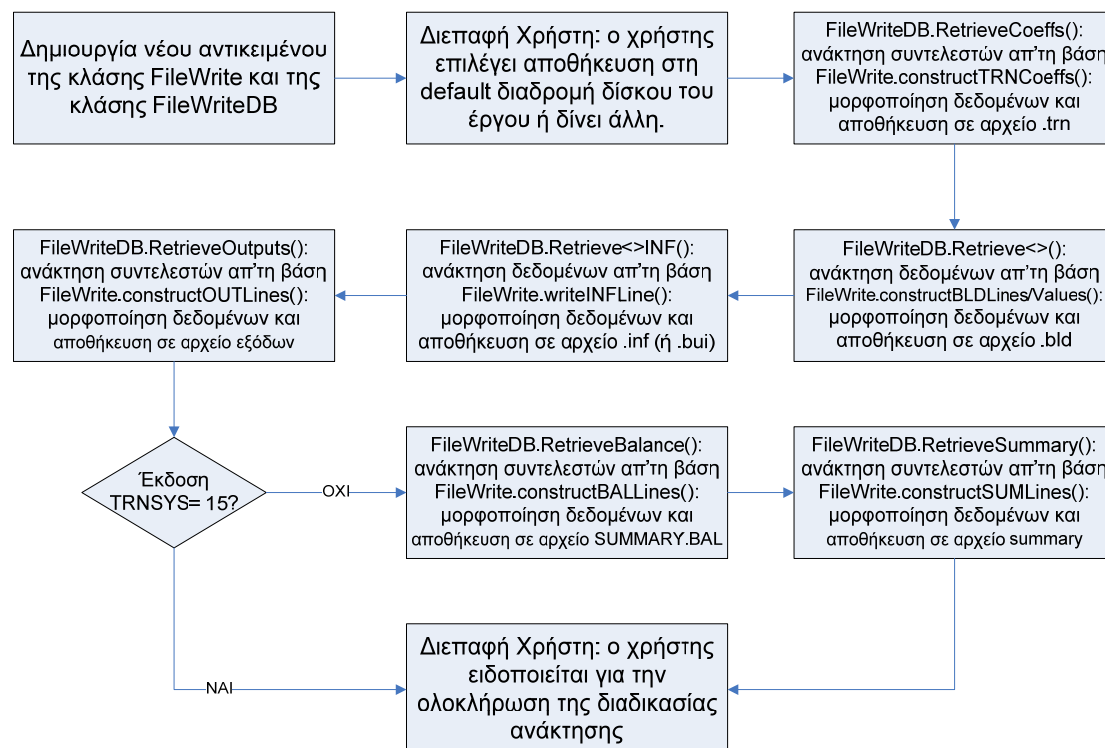 Δημιουργία νέου αντικειμένου
της κλάσης FileWrite και της
κλάσης FileWriteDB
Διεπαφή Χρήστη: ο χρήστης
επιλέγει αποθήκευση στη
default διαδρομή δίσκου του
έργου ή δίνει άλλη.
FileWriteDB.RetrieveCoeffs():
ανάκτηση συντελεστών απ'τη βάση
FileWrite.constructTRNCoeffs():
μορφοποίηση δεδομένων και
αποθήκευση σε αρχείο .trn
FileWriteDB.Retrieve<>():
ανάκτηση δεδομένων απ'τη βάση
FileWrite.constructBLDLines/Values():
μορφοποίηση δεδομένων και
αποθήκευση σε αρχείο .bld
FileWriteDB.Retrieve<>INF():
ανάκτηση δεδομένων απ'τη βάση
FileWrite.writeINFLine():
μορφοποίηση δεδομένων και
αποθήκευση σε αρχείο .inf (ή .bui)
FileWriteDB.RetrieveOutputs():
ανάκτηση συντελεστών απ'τη βάση
FileWrite.constructOUTLines():
μορφοποίηση δεδομένων και
αποθήκευση σε αρχείο εξόδων
Έκδοση
TRNSYS= 15?
ΟΧΙ
FileWriteDB.RetrieveBalance():
ανάκτηση συντελεστών απ'τη βάση
FileWrite.constructBALLines():
μορφοποίηση δεδομένων και
αποθήκευση σε αρχείο SUMMARY.BAL
FileWriteDB.RetrieveSummary():
ανάκτηση συντελεστών απ'τη βάση
FileWrite.constructSUMLines():
μορφοποίηση δεδομένων και
αποθήκευση σε αρχείο summary
ΝΑΙ
Διεπαφή Χρήστη: ο χρήστης
ειδοποιείται για την
ολοκλήρωση της διαδικασίας
ανάκτησης